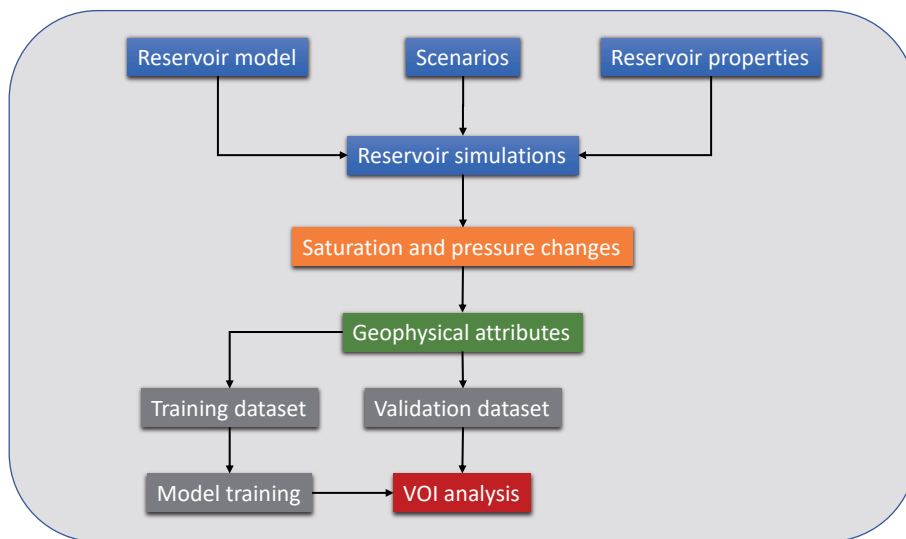 Reservoir model
Scenarios
Reservoir properties
Reservoir simulations
Saturation and pressure changes
Geophysical attributes
Training dataset
Validation dataset
Model training
VOI analysis